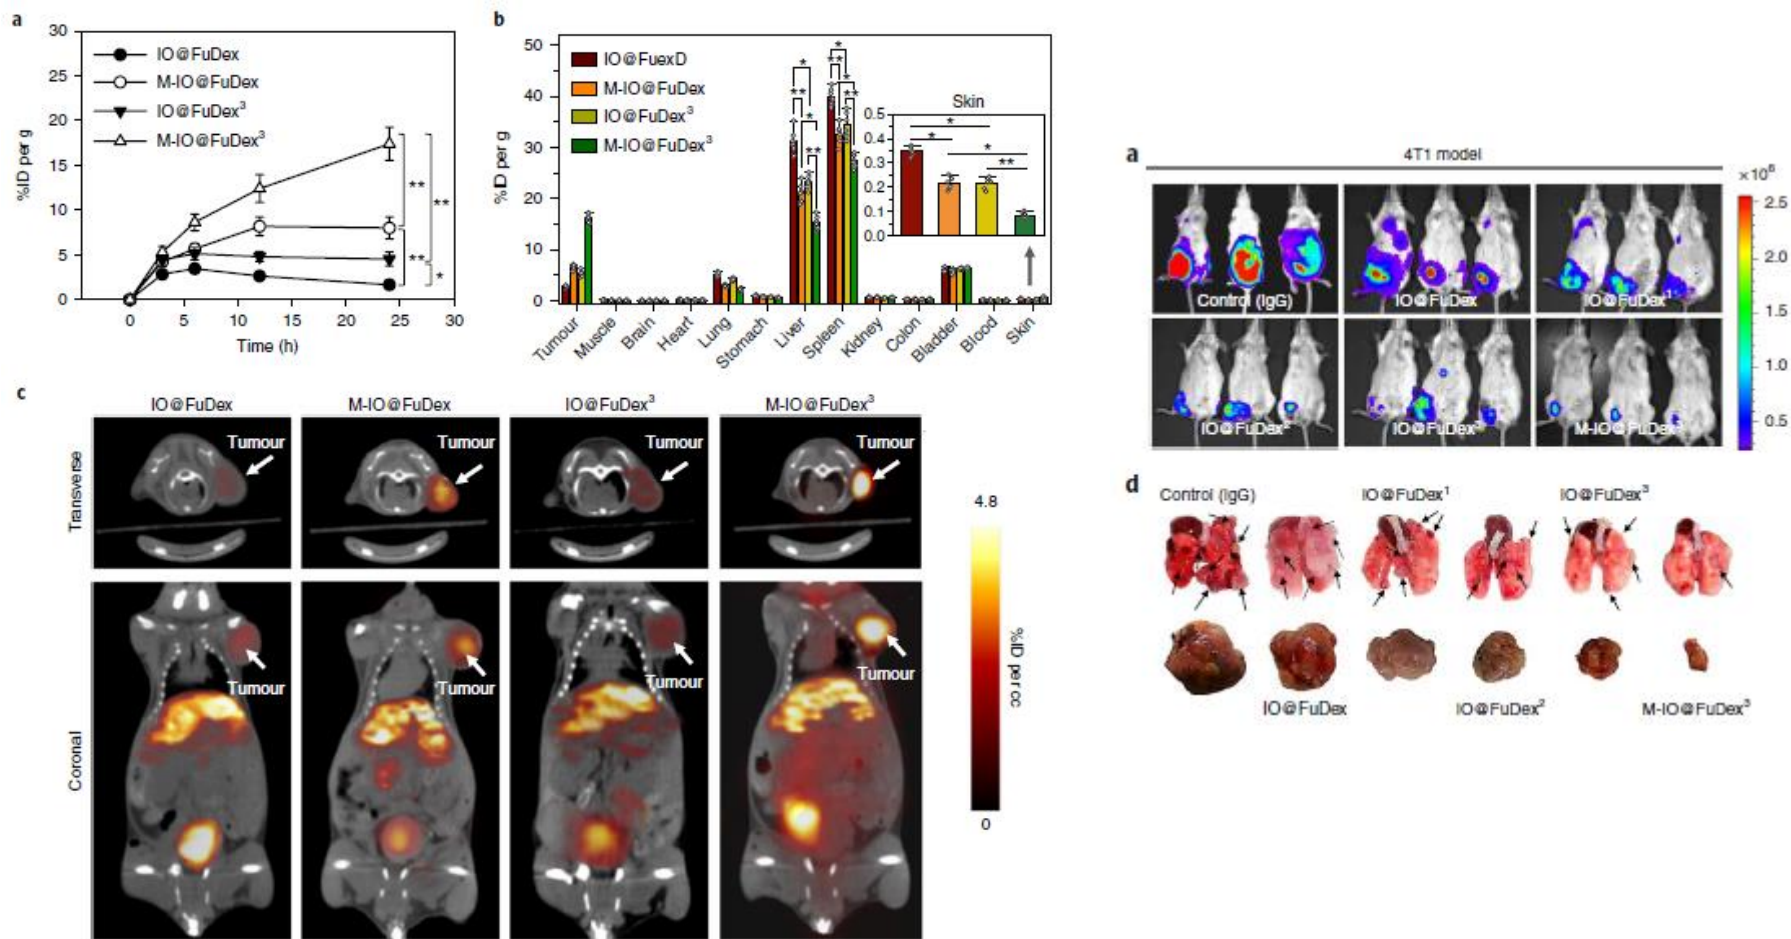 a
30
25
20
15
10
5
0
%ID per g
IO@FuDex
M-IO@FuDex
IO@FuDex³
M-IO@FuDex³
**
**
**
*
0 5 10 15 20 25 30
Time (h)
b
50
40
30
20
10
0
%ID per g
IO@FuexD
M-IO@FuDex
IO@FuDex³
M-IO@FuDex³
*
**
*
**
*
**
*
**
Skin
0.5
0.4
0.3
0.2
0.1
0.0
*
*
*
**
Tumour
Muscle
Brain
Heart
Lung
Stomach
Liver
Spleen
Kidney
Colon
Bladder
Blood
Skin
c
IO@FuDex M-IO@FuDex IO@FuDex³ M-IO@FuDex³
Transverse
Tumour Tumour Tumour Tumour
Coronal
Tumour Tumour Tumour Tumour
4.8
%ID per cc
0
a
4T1 model
×10⁶
2.5
2.0
1.5
1.0
0.5
Control (IgG) IO@FuDex IO@FuDex¹
IO@FuDex² IO@FuDex³ M-IO@FuDex³
d
Control (IgG) IO@FuDex¹ IO@FuDex³
IO@FuDex IO@FuDex² M-IO@FuDex³